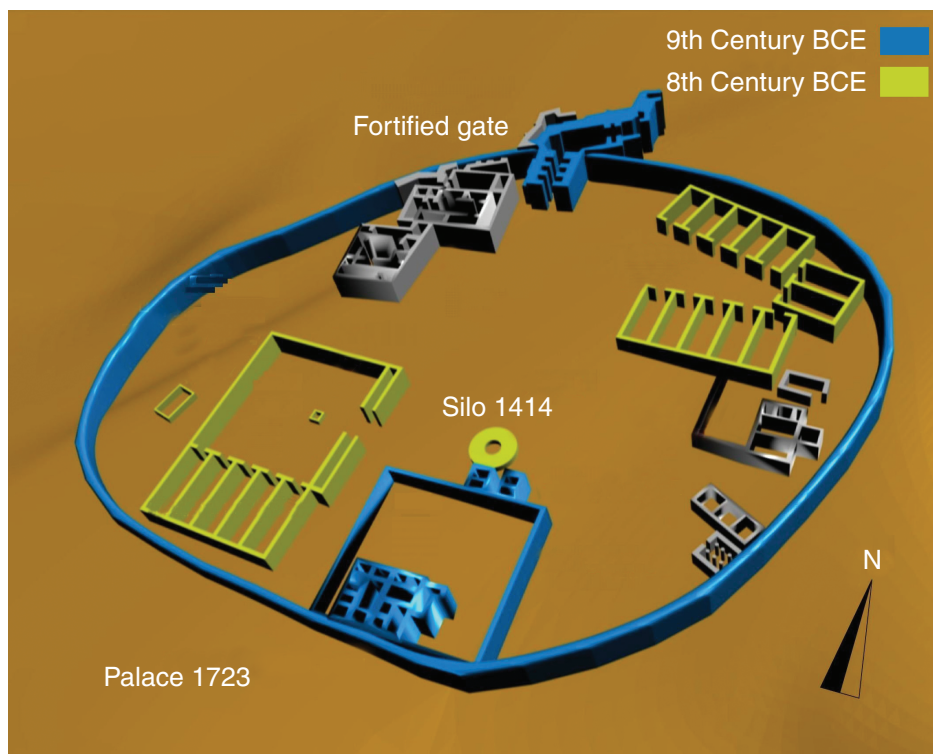 9th Century BCE
8th Century BCE
Fortified gate
Silo 1414
N
Palace 1723